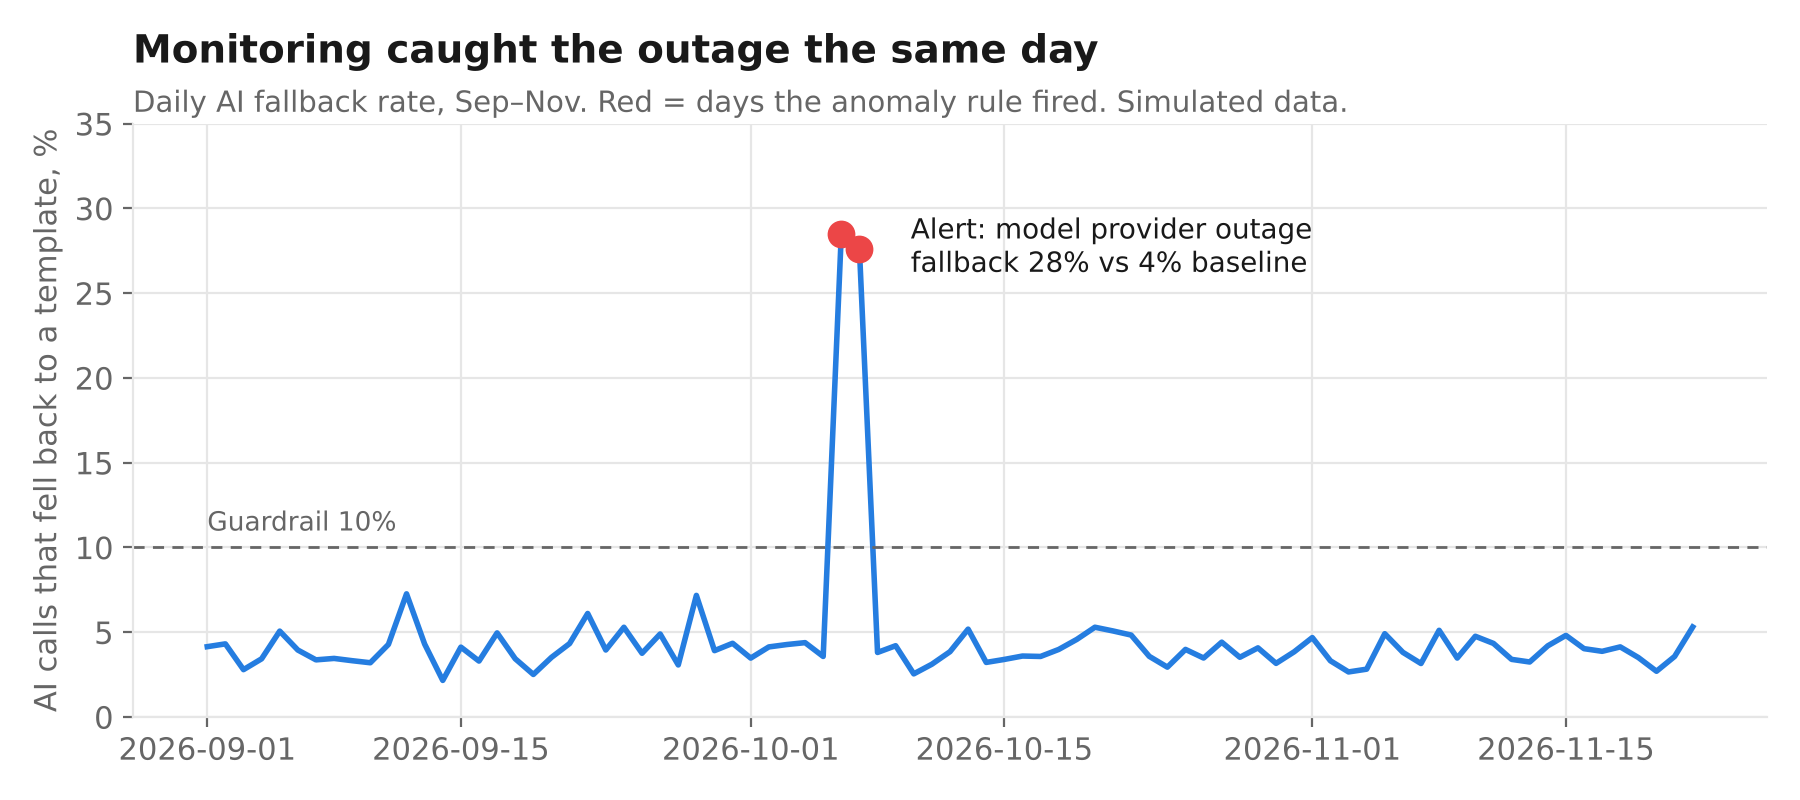 Monitoring caught the outage the same day
Daily AI fallback rate, Sep–Nov. Red = days the anomaly rule fired. Simulated data.
AI calls that fell back to a template, %
35
30
25
20
15
10
5
0
Alert: model provider outage
fallback 28% vs 4% baseline
Guardrail 10%
2026-09-01
2026-09-15
2026-10-01
2026-10-15
2026-11-01
2026-11-15